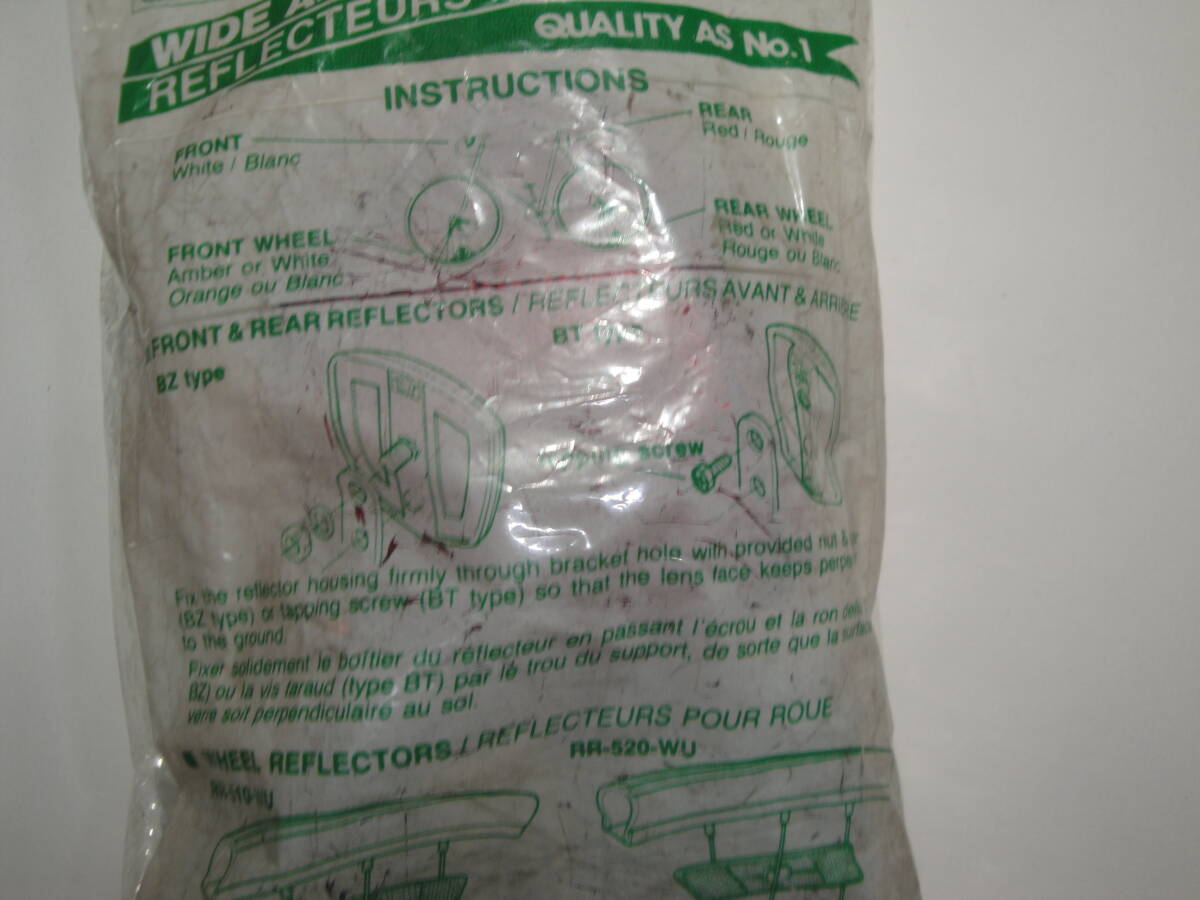 WIDE
REFLECTEURS
QUALITY AS No.1
INSTRUCTIONS
FRONT
White / Blanc
REAR
Red / Rouge
FRONT WHEEL
Amber or White
Orange ou Blanc
REAR WHEEL
Red or White
Rouge ou Blanc
FRONT & REAR REFLECTORS / REFLECTEURS AVANT & ARRIERE
BZ type
BT type
screw
Fix the reflector housing firmly through bracket hole with provided nut &
(BZ type) or tapping screw (BT type) so that the lens face keeps
to the ground.
Fixer solidement le boîtier du réflecteur en passant l'écrou et la ron
BZ) ou la vis taraud (type BT) par le trou du support, de sorte que la surface
verre soit perpendiculaire au sol.
■ WHEEL REFLECTORS / REFLECTEURS POUR ROUE
RR-520-WU